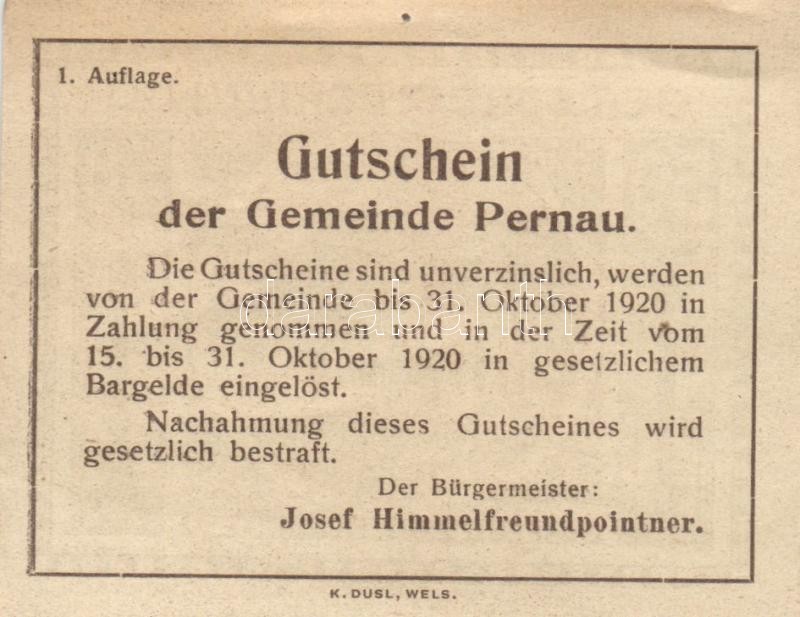 1. Auflage.
Gutschein
der Gemeinde Pernau.
Die Gutscheine sind unverzinslich, werden
von der Gemeinde bis 31. Oktober 1920 in
Zahlung genommen und in der Zeit vom
15. bis 31. Oktober 1920 in gesetzlichem
Bargelde eingelöst.
Nachahmung dieses Gutscheines wird
gesetzlich bestraft.
Der Bürgermeister:
Josef Himmelfreundpointner.
K. DUSL, WELS.
darabanth